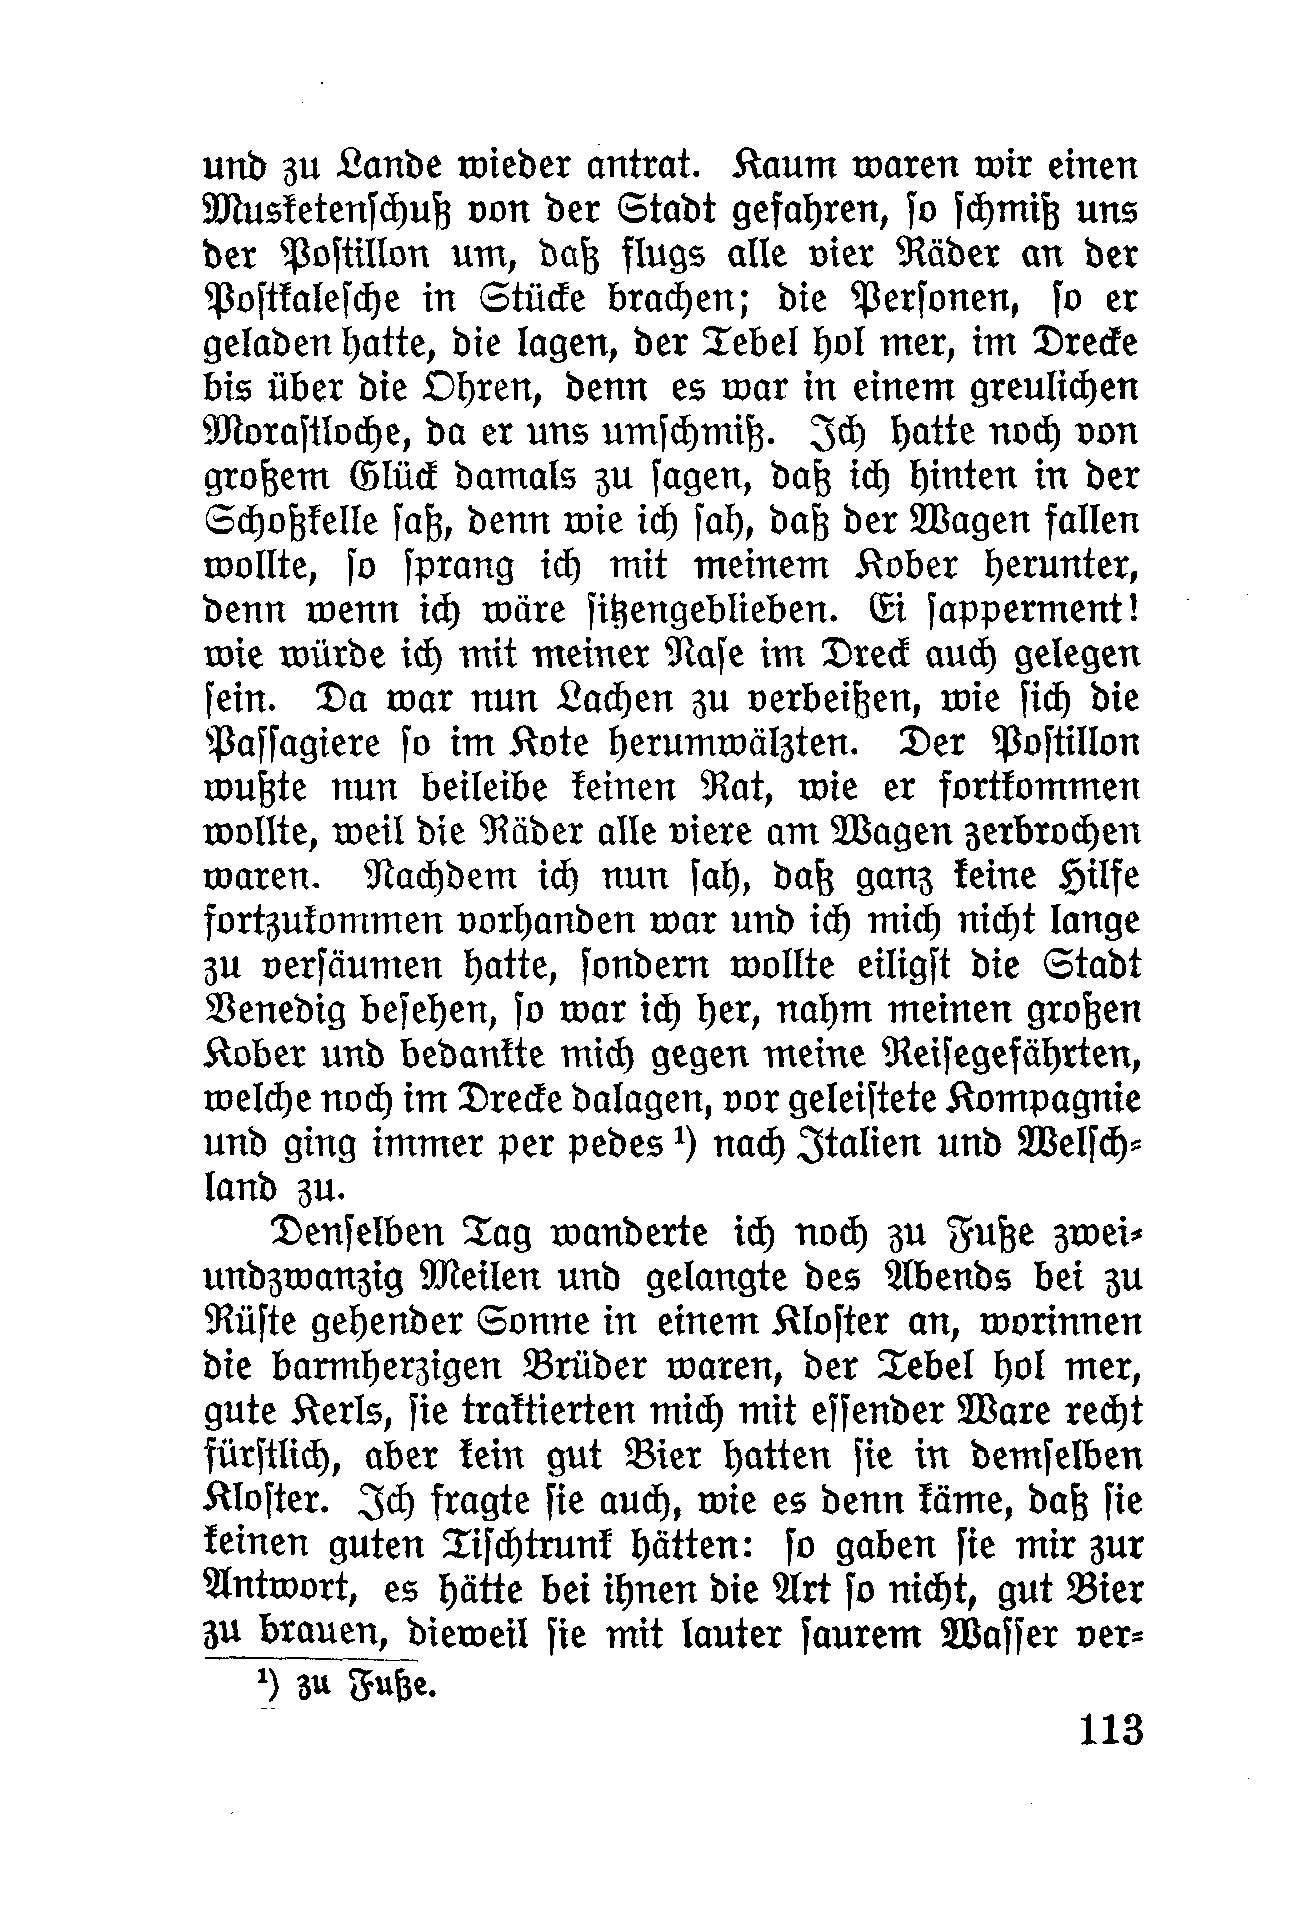 und zu Lande wieder antrat. Kaum waren wir einen
Musketenſchuß von der Stadt gefahren, ſo ſchmiß uns
der Poſtillon um, daß flugs alle vier Räder an der
Poſtkaleſche in Stücke brachen; die Perſonen, ſo er
geladen hatte, die lagen, der Tebel hol mer, im Drecke
bis über die Ohren, denn es war in einem greulichen
Moraſtloche, da er uns umſchmiß. Ich hatte noch von
großem Glück damals zu ſagen, daß ich hinten in der
Schoßkelle ſaß, denn wie ich ſah, daß der Wagen fallen
wollte, ſo ſprang ich mit meinem Kober herunter,
denn wenn ich wäre ſitzengeblieben. Ei ſapperment!
wie würde ich mit meiner Naſe im Dreck auch gelegen
ſein. Da war nun Lachen zu verbeißen, wie ſich die
Paſſagiere ſo im Kote herumwälzten. Der Poſtillon
wußte nun beileibe keinen Rat, wie er fortkommen
wollte, weil die Räder alle viere am Wagen zerbrochen
waren. Nachdem ich nun ſah, daß ganz keine Hilfe
fortzukommen vorhanden war und ich mich nicht lange
zu verſäumen hatte, ſondern wollte eiligſt die Stadt
Venedig beſehen, ſo war ich her, nahm meinen großen
Kober und bedankte mich gegen meine Reiſegefährten,
welche noch im Drecke dalagen, vor geleiſtete Kompagnie
und ging immer per pedes ¹) nach Italien und Welſch-
land zu.
Denſelben Tag wanderte ich noch zu Fuße zwei-
undzwanzig Meilen und gelangte des Abends bei zu
Rüſte gehender Sonne in einem Kloſter an, worinnen
die barmherzigen Brüder waren, der Tebel hol mer,
gute Kerls, ſie traktierten mich mit eſſender Ware recht
fürſtlich, aber kein gut Bier hatten ſie in demſelben
Kloſter. Ich fragte ſie auch, wie es denn käme, daß ſie
keinen guten Tiſchtrunk hätten: ſo gaben ſie mir zur
Antwort, es hätte bei ihnen die Art ſo nicht, gut Bier
zu brauen, dieweil ſie mit lauter ſaurem Waſſer ver-
¹) zu Fuße.
113